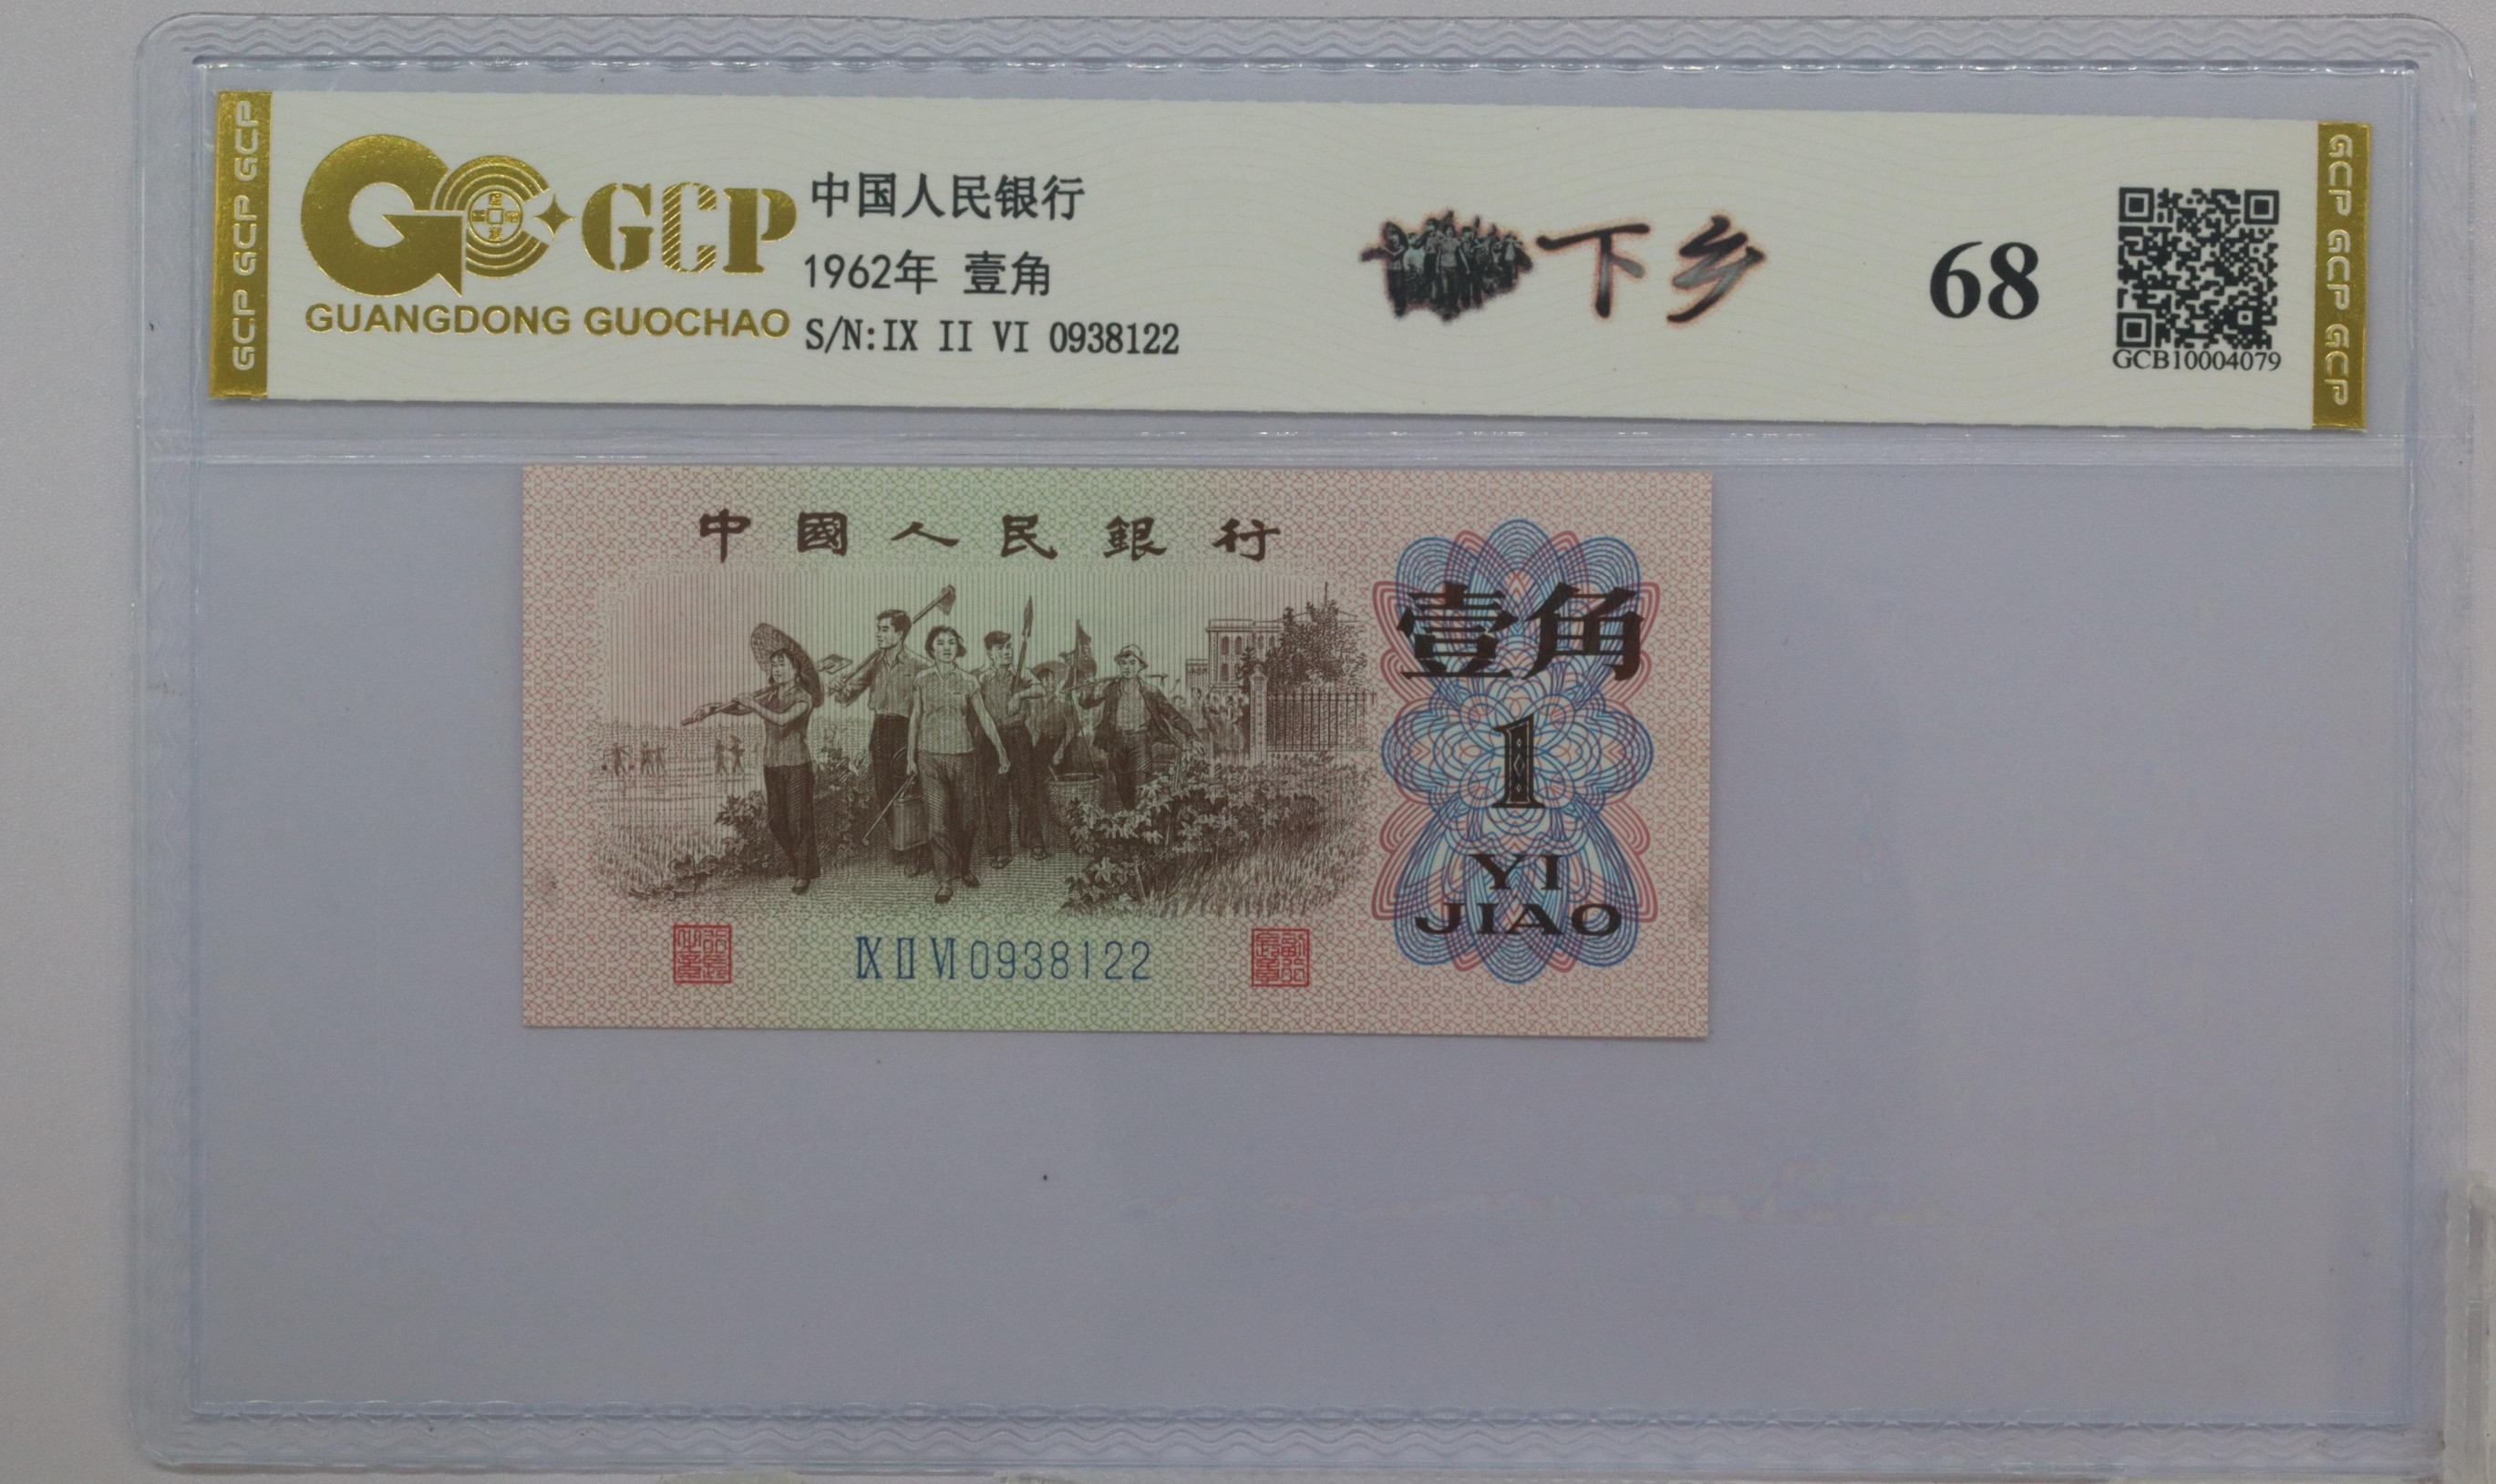 GCP GCP GCP
GCP
GUANGDONG GUOCHAO
中国人民银行
1962年 壹角
S/N:IX II VI 0938122
下乡
68
GCB10004079
GCP GCP GCP
中國人民銀行
壹角
1
YI
JIAO
IX II VI 0938122